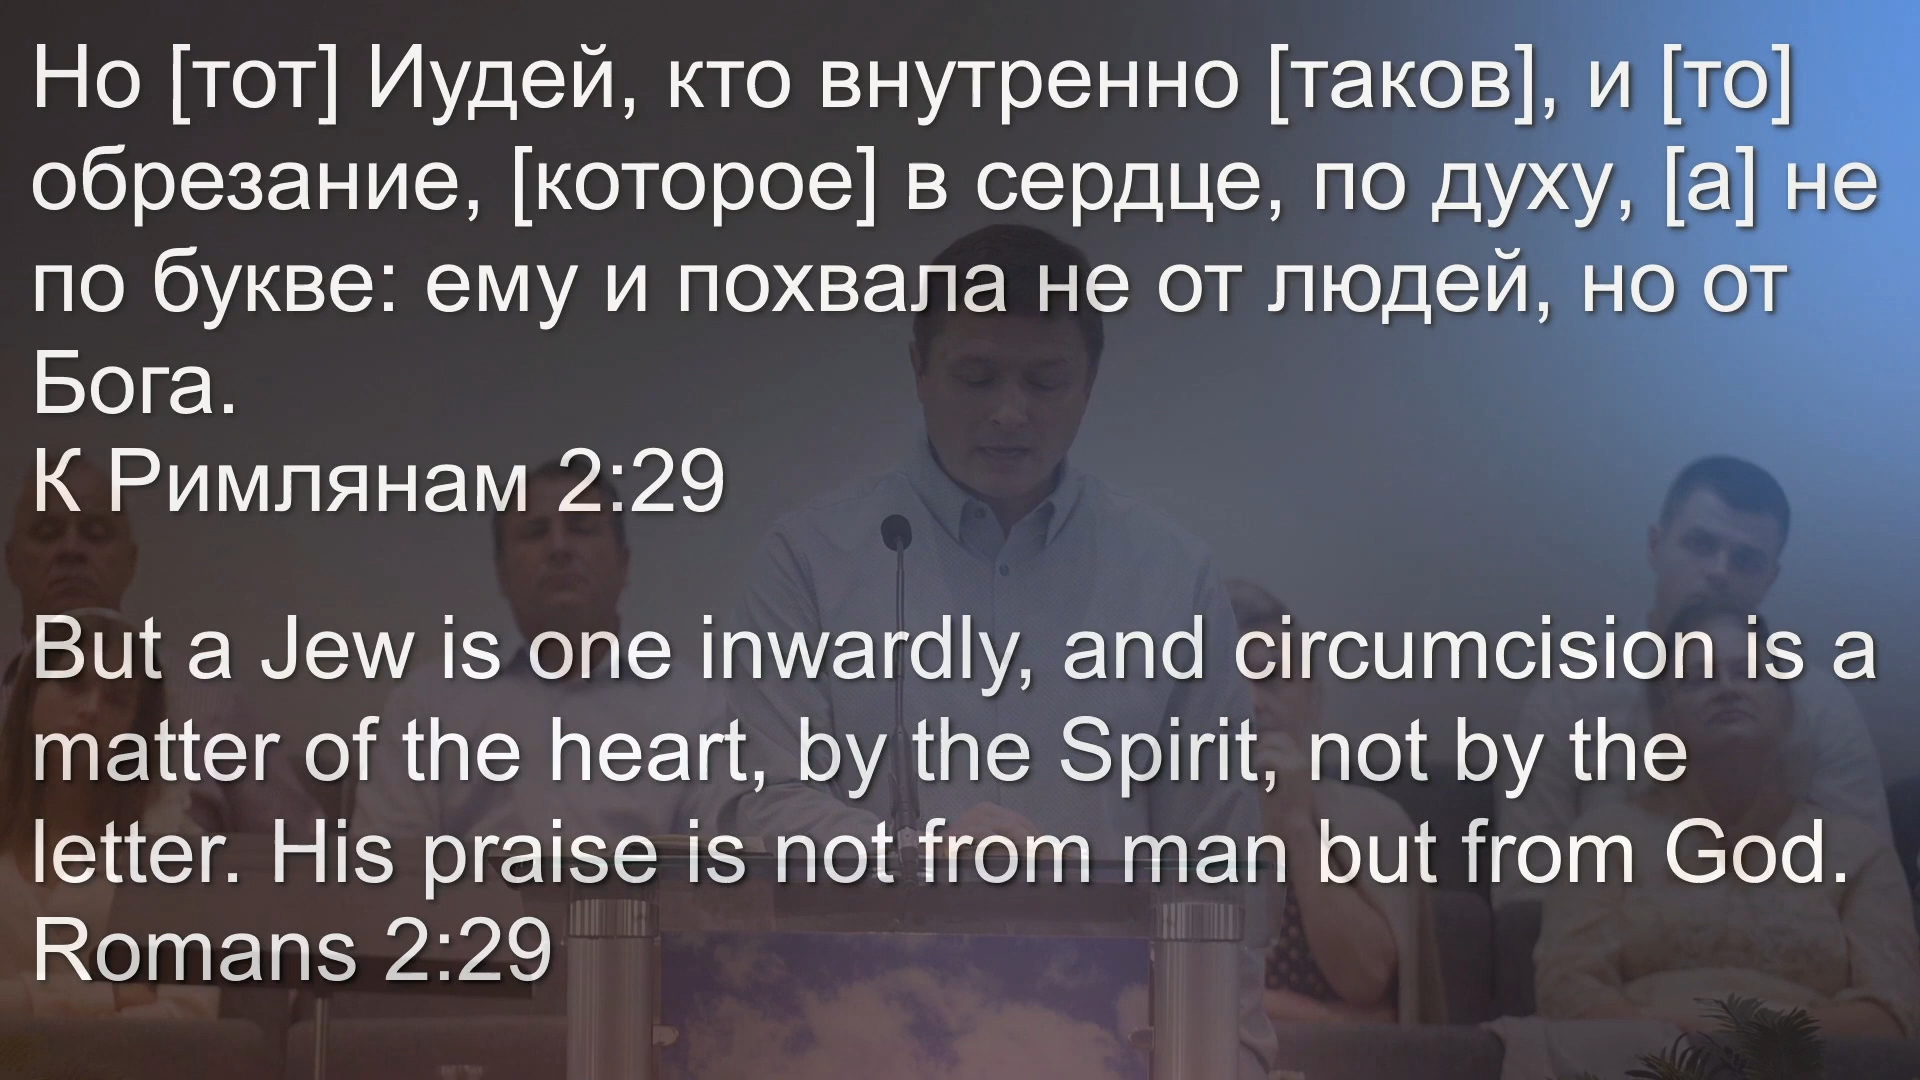 Но [тот] Иудей, кто внутренно [таков], и [то]
обрезание, [которое] в сердце, по духу, [а] не
по букве: ему и похвала не от людей, но от
Бога.
К Римлянам 2:29
But a Jew is one inwardly, and circumcision is a
matter of the heart, by the Spirit, not by the
letter. His praise is not from man but from God.
Romans 2:29